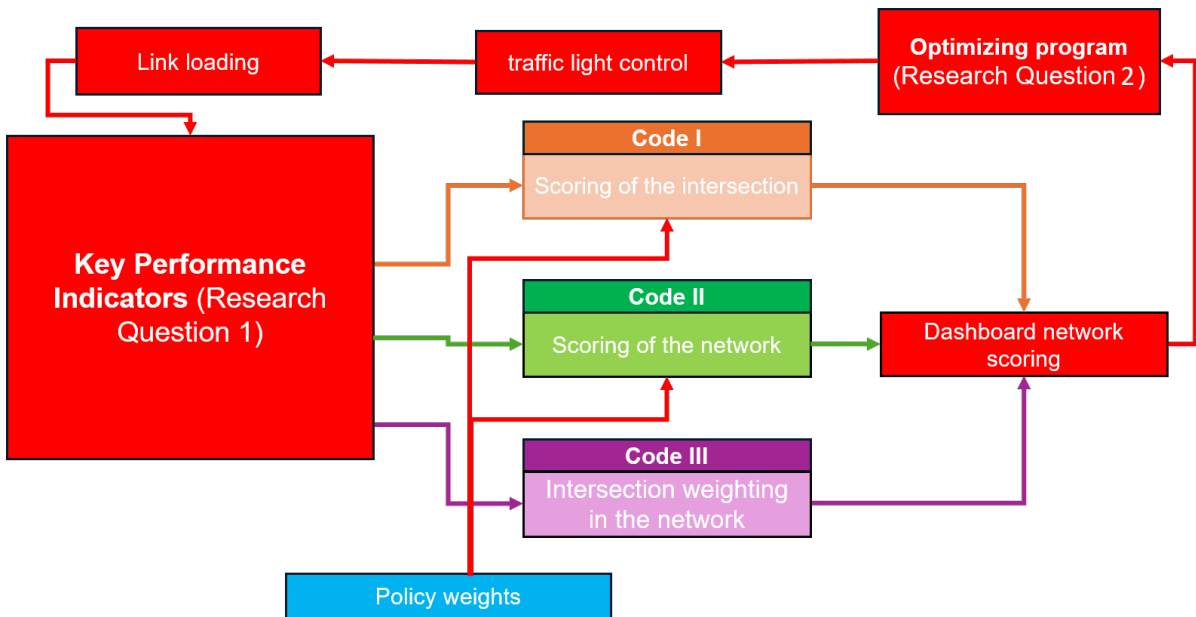 Link loading
traffic light control
Optimizing program
(Research Question 2)
Key Performance
Indicators (Research
Question 1)
Code I
Scoring of the intersection
Code II
Scoring of the network
Dashboard network
scoring
Code III
Intersection weighting
in the network
Policy weights